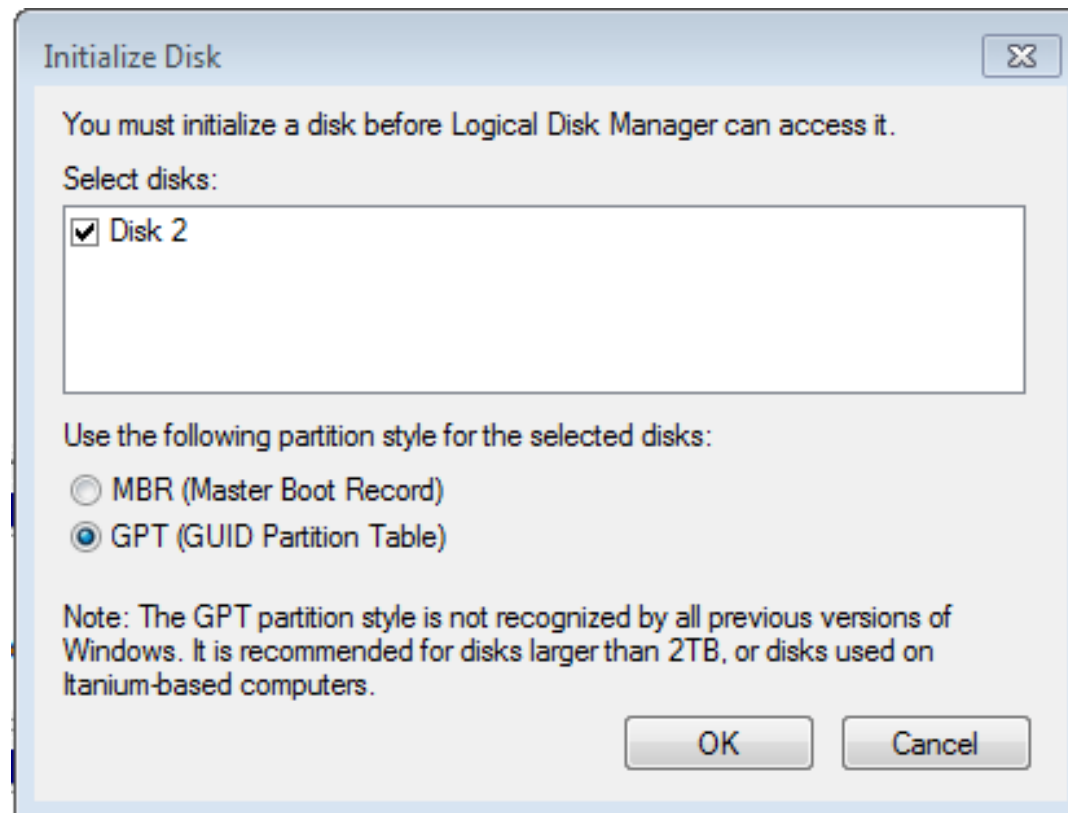 Initialize Disk
You must initialize a disk before Logical Disk Manager can access it.
Select disks:
Disk 2
Use the following partition style for the selected disks:
MBR (Master Boot Record)
GPT (GUID Partition Table)
Note: The GPT partition style is not recognized by all previous versions of
Windows. It is recommended for disks larger than 2TB, or disks used on
Itanium-based computers.
OK Cancel